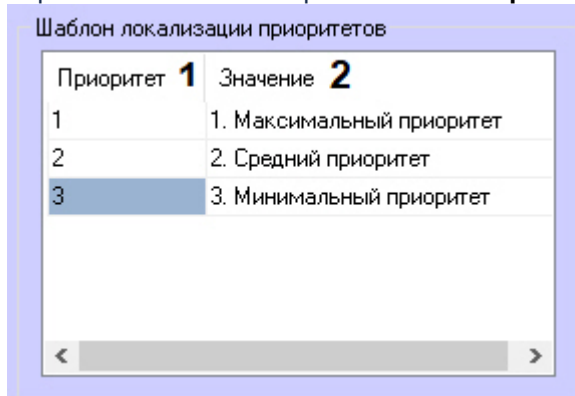 Шаблон локализации приоритетов
Приоритет 1 Значение 2
1 1. Максимальный приоритет
2 2. Средний приоритет
3 3. Минимальный приоритет